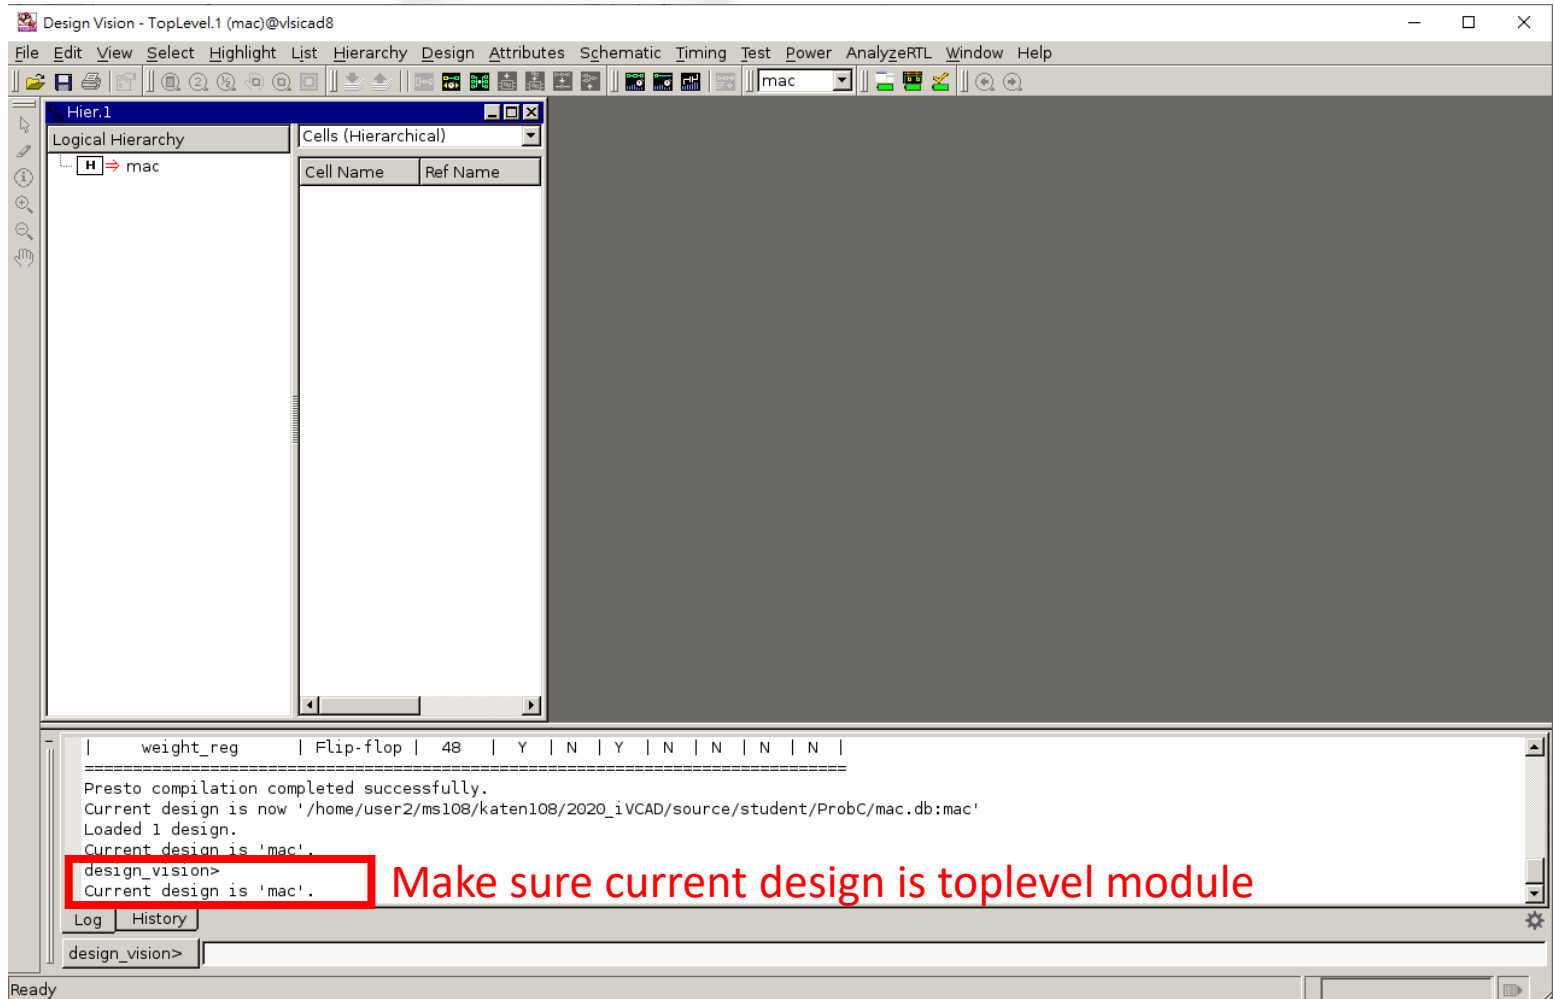 Design Vision - TopLevel.1 (mac)@vlsicad8
File Edit View Select Highlight List Hierarchy Design Attributes Schematic Timing Test Power AnalyzeRTL Window Help
mac
Hier.1
Logical Hierarchy
Cells (Hierarchical)
H mac
Cell Name Ref Name
| weight_reg | Flip-flop | 48 | Y | N | Y | N | N | N | N |
===============================================================================
Presto compilation completed successfully.
Current design is now '/home/user2/ms108/katen108/2020_iVCAD/source/student/ProbC/mac.db:mac'
Loaded 1 design.
Current design is 'mac'.
design_vision>
Current design is 'mac'.
Make sure current design is toplevel module
Log History
design_vision>
Ready